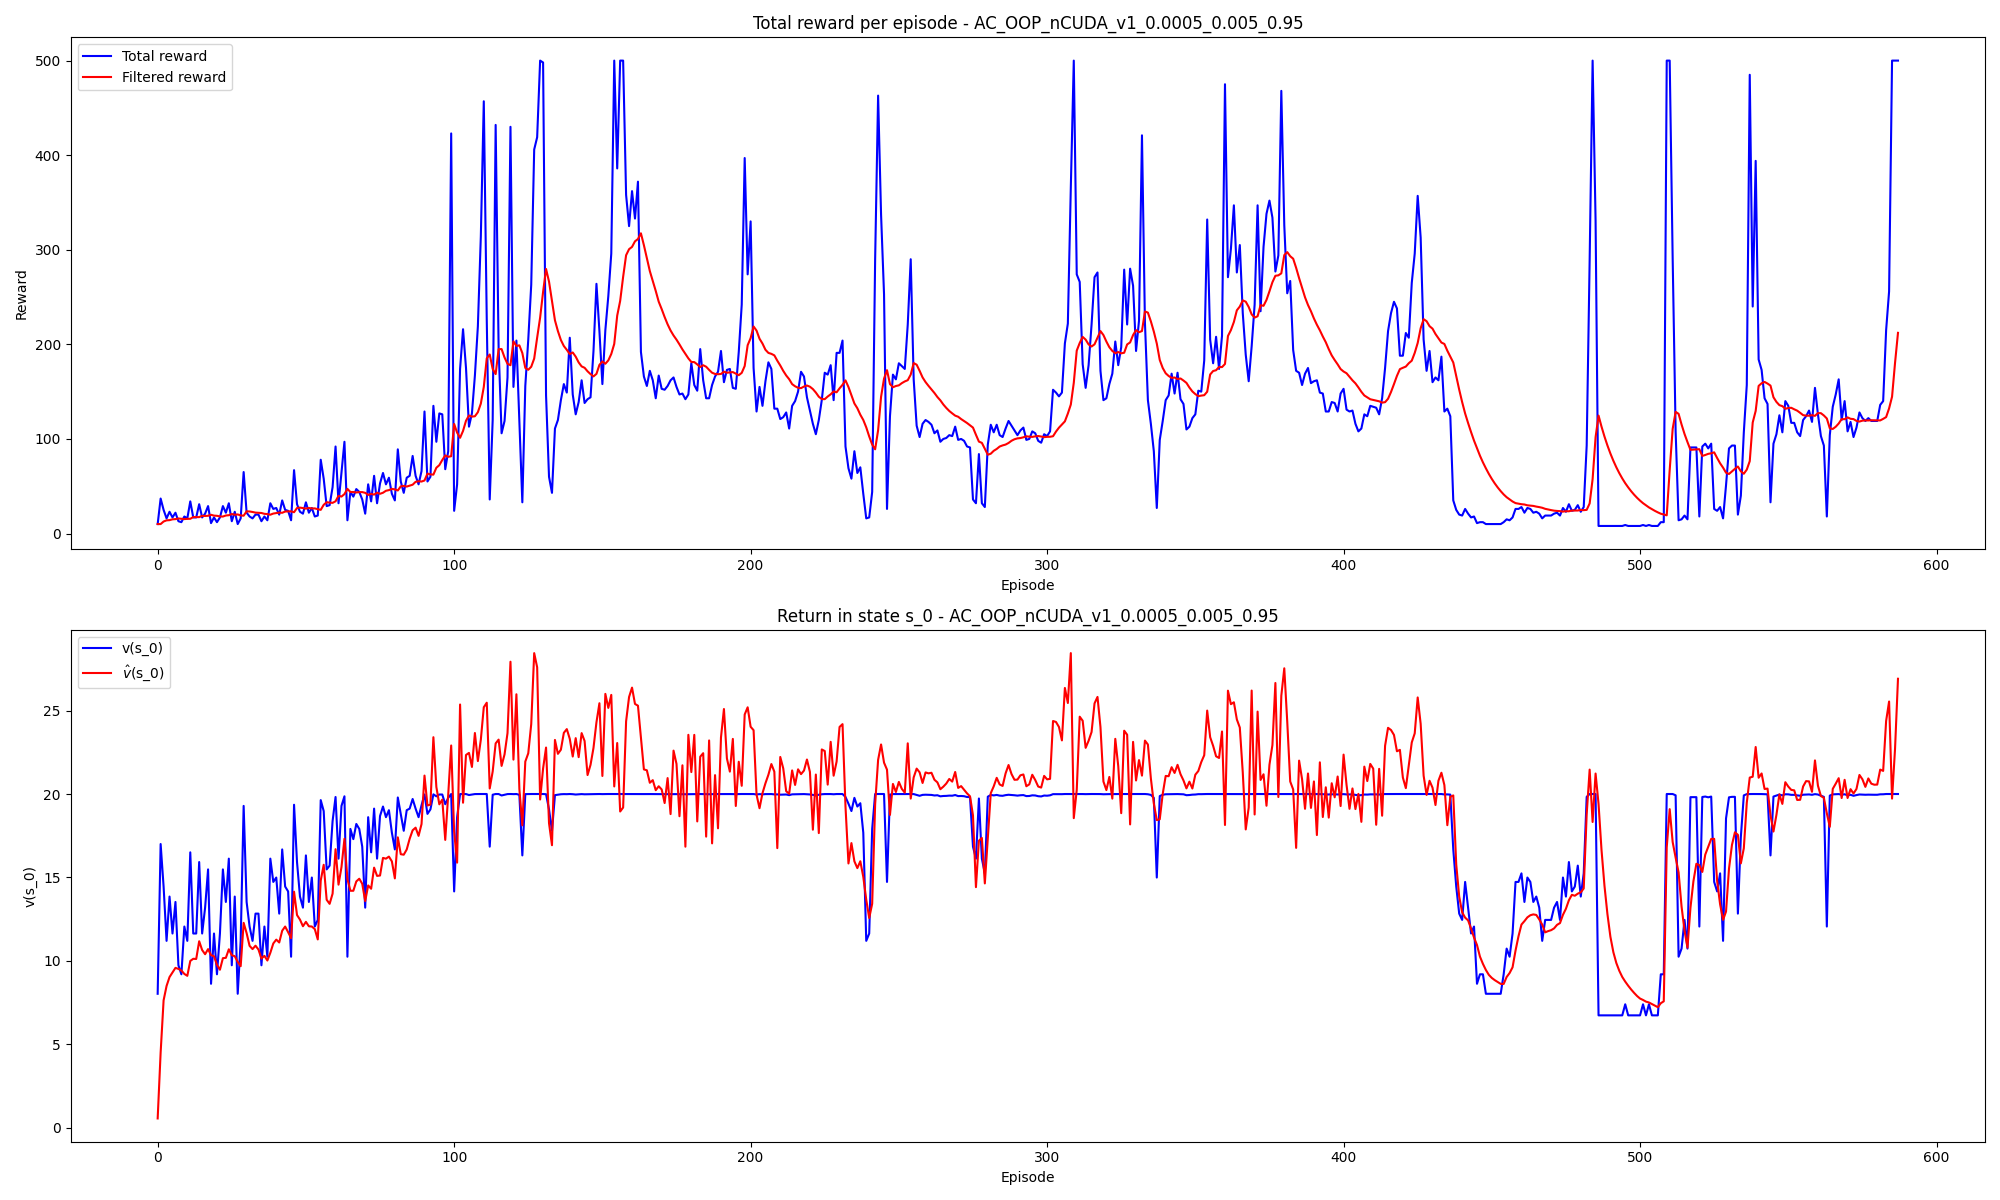 Total reward per episode - AC_OOP_nCUDA_v1_0.0005_0.005_0.95
Total reward
Filtered reward
500
400
300
200
100
0
Reward
0 100 200 300 400 500 600
Episode
Return in state s_0 - AC_OOP_nCUDA_v1_0.0005_0.005_0.95
v(s_0)
v̂(s_0)
25
20
15
10
5
0
v(s_0)
0 100 200 300 400 500 600
Episode